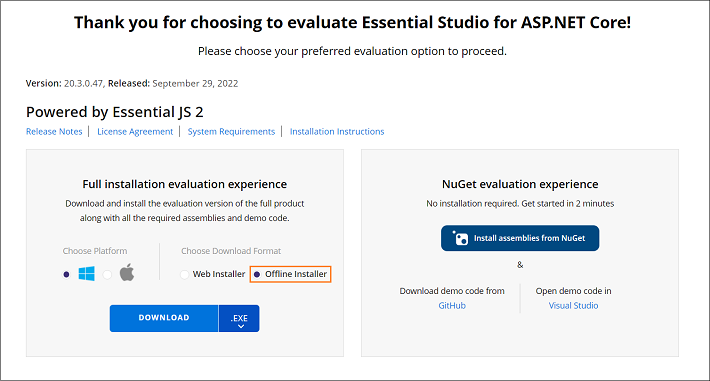 Thank you for choosing to evaluate Essential Studio for ASP.NET Core!
Please choose your preferred evaluation option to proceed.
Version: 20.3.0.47, Released: September 29, 2022
Powered by Essential JS 2
Release Notes | License Agreement | System Requirements | Installation Instructions
Full installation evaluation experience
Download and install the evaluation version of the full product
along with all the required assemblies and demo code.
Choose Platform
Choose Download Format
Web Installer
Offline Installer
DOWNLOAD
.EXE
NuGet evaluation experience
No installation required. Get started in 2 minutes
Install assemblies from NuGet
&
Download demo code from
GitHub
Open demo code in
Visual Studio